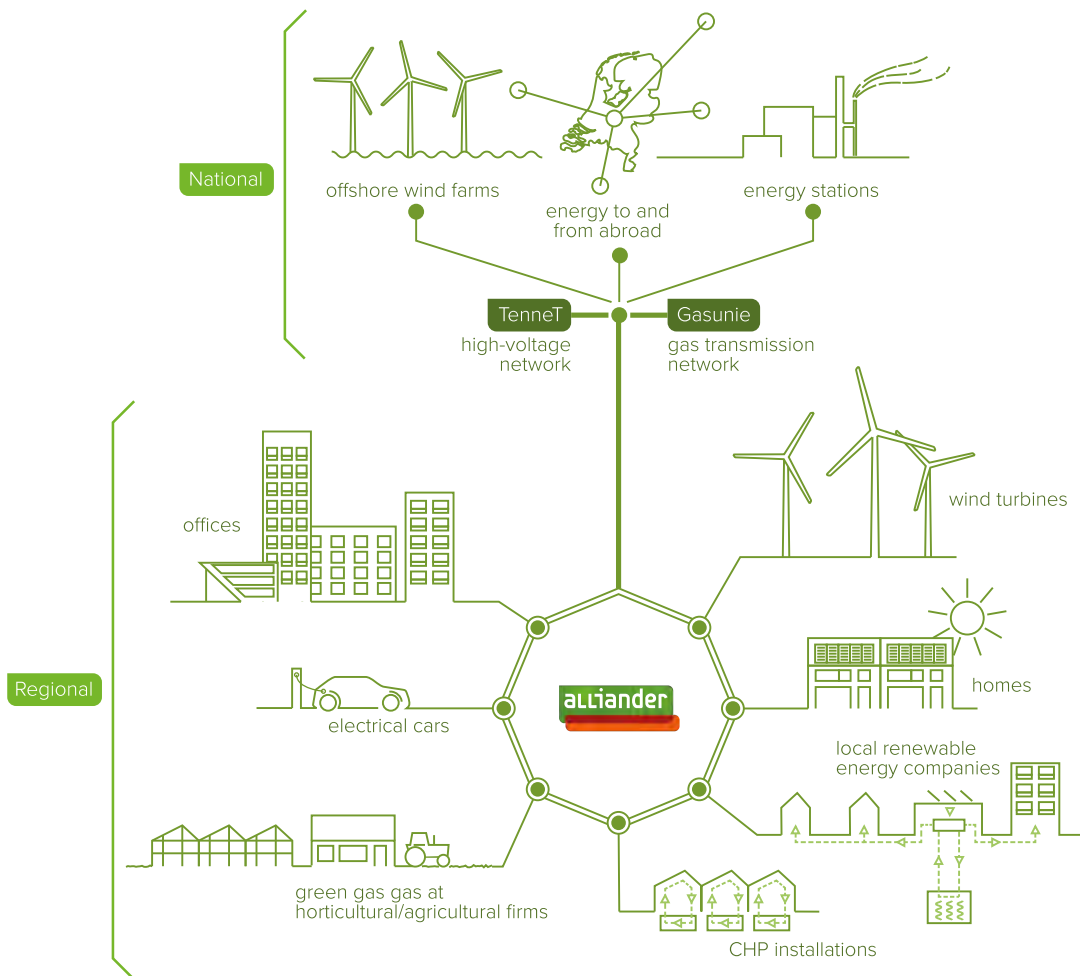 National
offshore wind farms
energy to and
from abroad
energy stations
TenneT
high-voltage
network
Gasunie
gas transmission
network
offices
wind turbines
Regional
alliander
homes
electrical cars
local renewable
energy companies
green gas gas at
horticultural/agricultural firms
CHP installations